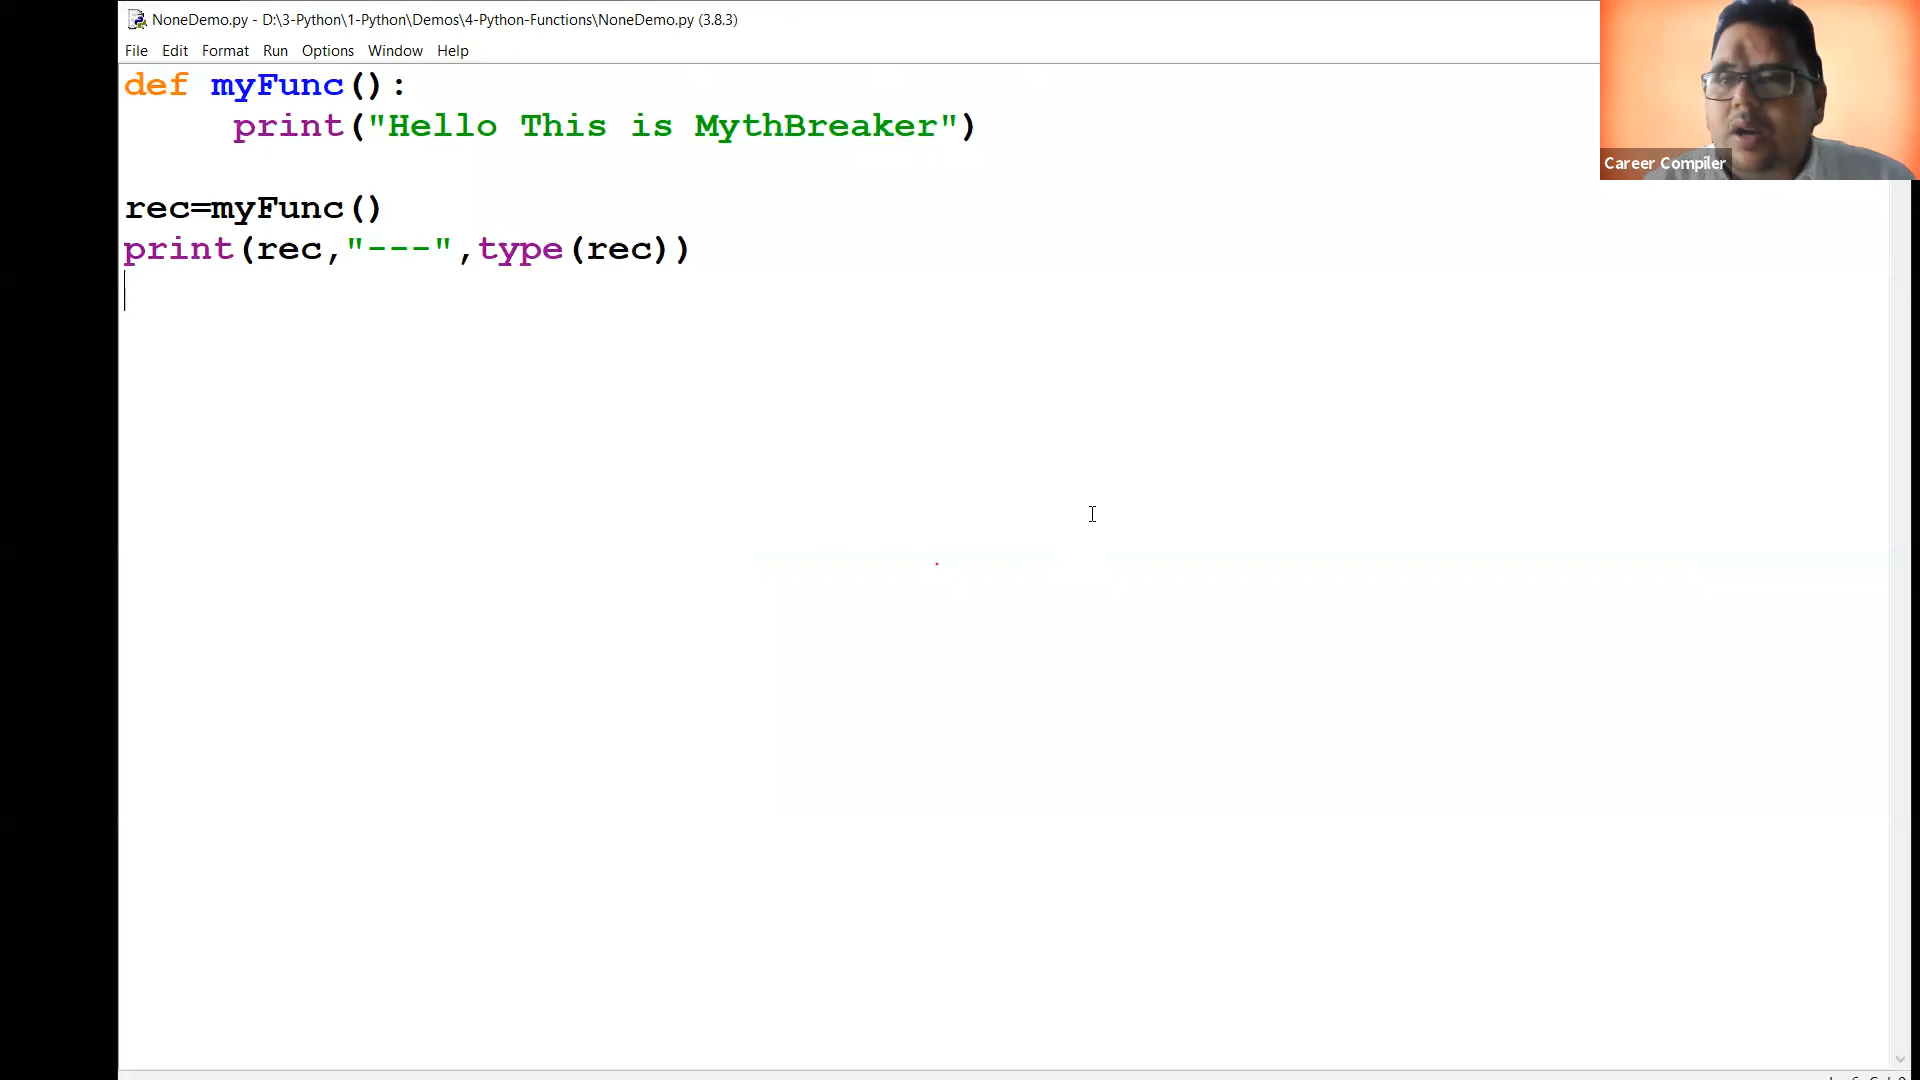 NoneDemo.py - D:\3-Python\1-Python\Demos\4-Python-Functions\NoneDemo.py (3.8.3)
File Edit Format Run Options Window Help
def myFunc():
     print("Hello This is MythBreaker")
rec=myFunc()
print(rec,"---",type(rec))
Career Compiler